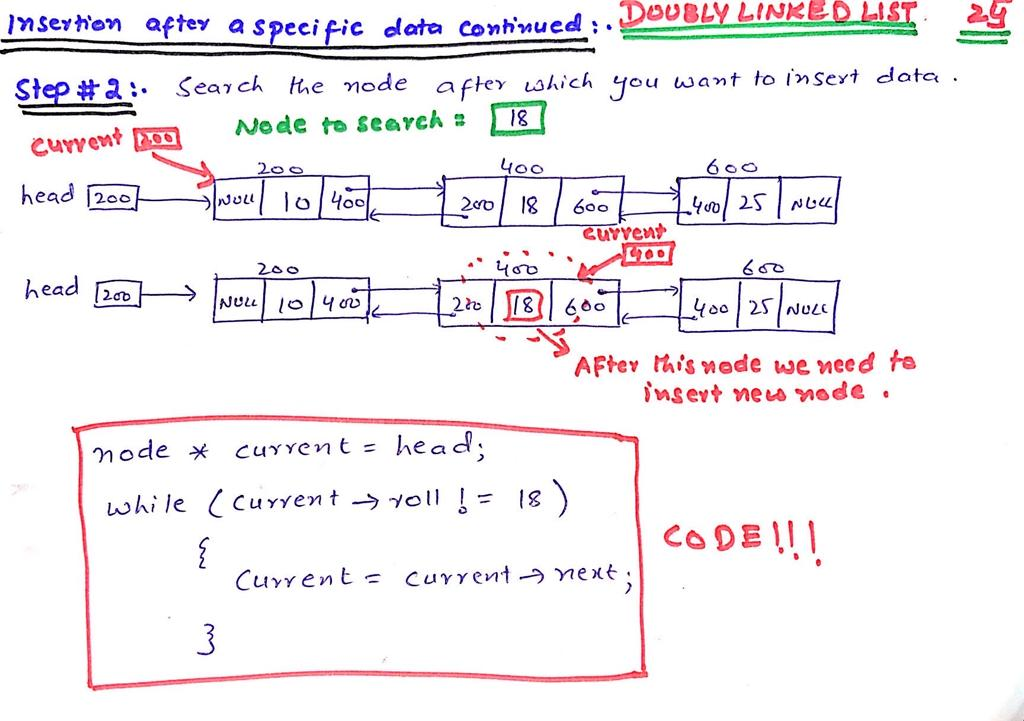 Insertion after a specific data continued :. DOUBLY LINKED LIST. 25
Step # 2 :. Search the node after which you want to insert data .
Node to search = 18
Current 200
200 400 600
head 200 NULL 10 400 200 18 600 400 25 NULL
current
400
200 400 600
head 200 NULL 10 400 200 18 600 400 25 NULL
After this node we need to
insert new node .
node * current = head;
while (current → roll != 18)
{
Current = current → next;
}
CODE!!!